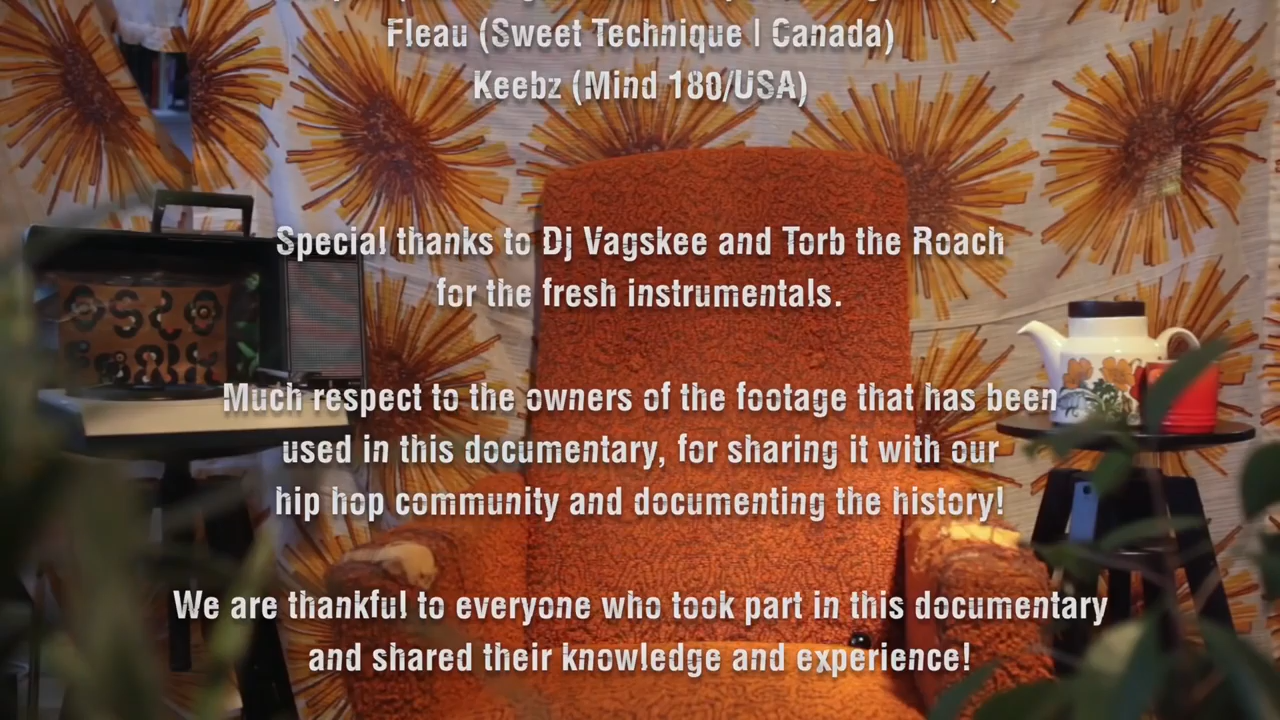 Fleau (Sweet Technique | Canada)
Keebz (Mind 180/USA)
Special thanks to Dj Vagskee and Torb the Roach
for the fresh instrumentals.
OSLO
Much respect to the owners of the footage that has been
used in this documentary, for sharing it with our
hip hop community and documenting the history!
We are thankful to everyone who took part in this documentary
and shared their knowledge and experience!